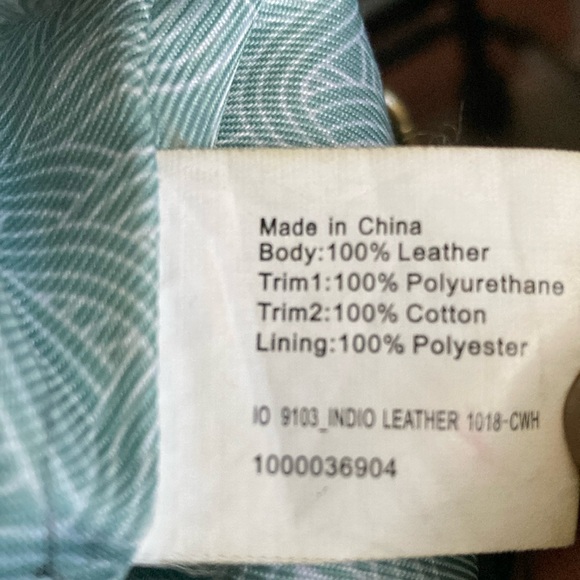 Made in China
Body:100% Leather
Trim1:100% Polyurethane
Trim2:100% Cotton
Lining:100% Polyester
IO 9103_INDIO LEATHER 1018-CWH
1000036904